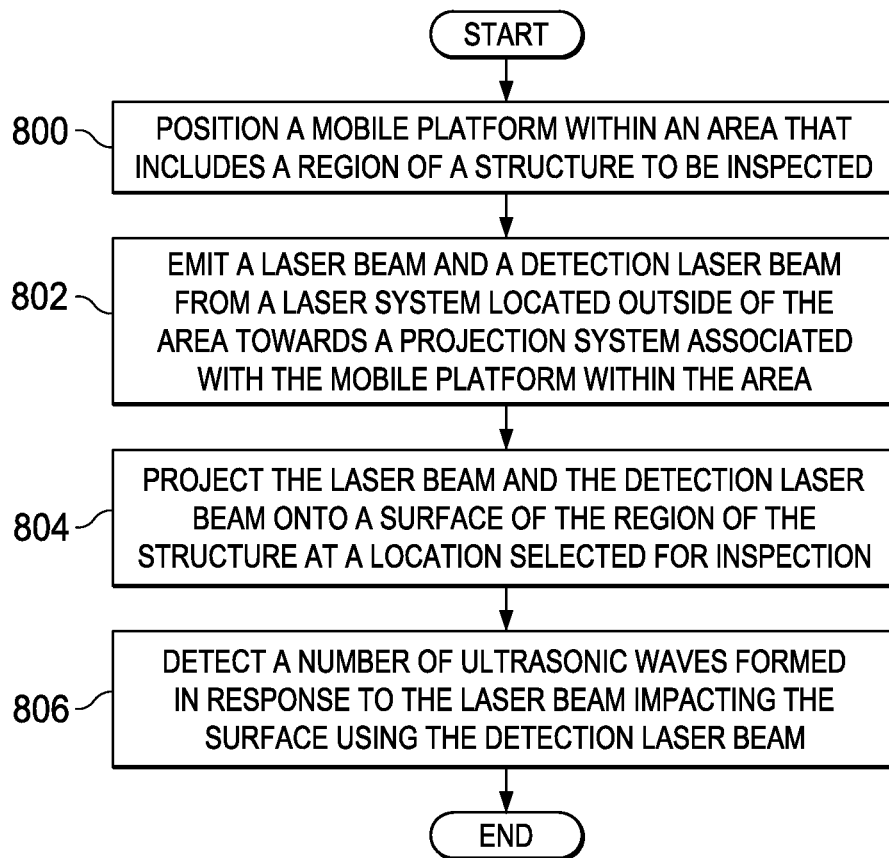 START
800
POSITION A MOBILE PLATFORM WITHIN AN AREA THAT
INCLUDES A REGION OF A STRUCTURE TO BE INSPECTED
802
EMIT A LASER BEAM AND A DETECTION LASER BEAM
FROM A LASER SYSTEM LOCATED OUTSIDE OF THE
AREA TOWARDS A PROJECTION SYSTEM ASSOCIATED
WITH THE MOBILE PLATFORM WITHIN THE AREA
804
PROJECT THE LASER BEAM AND THE DETECTION LASER
BEAM ONTO A SURFACE OF THE REGION OF THE
STRUCTURE AT A LOCATION SELECTED FOR INSPECTION
806
DETECT A NUMBER OF ULTRASONIC WAVES FORMED
IN RESPONSE TO THE LASER BEAM IMPACTING THE
SURFACE USING THE DETECTION LASER BEAM
END